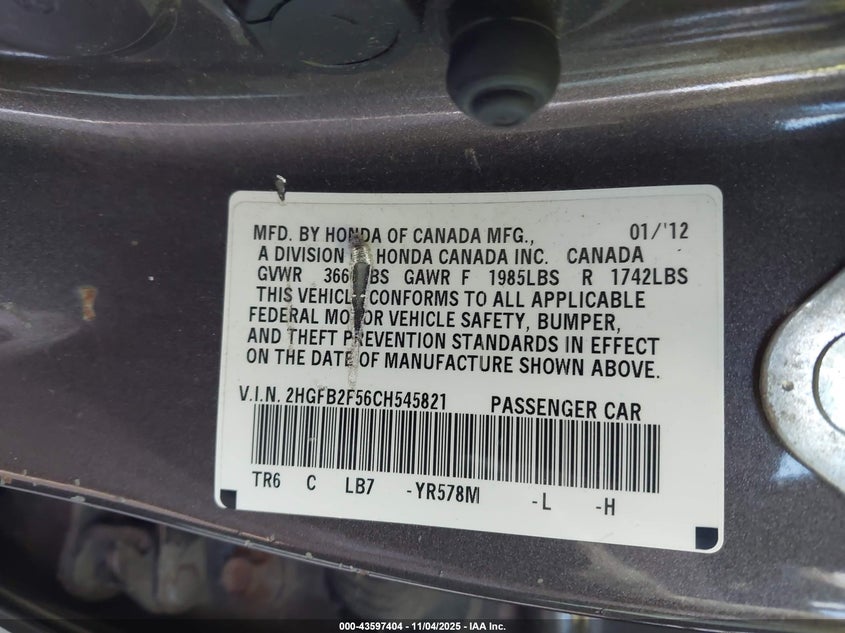 MFD. BY HONDA OF CANADA MFG., 01/'12
A DIVISION HONDA CANADA INC. CANADA
GVWR GAWR F 1985LBS R 1742LBS
THIS VEHICLE CONFORMS TO ALL APPLICABLE
FEDERAL MOTOR VEHICLE SAFETY, BUMPER,
AND THEFT PREVENTION STANDARDS IN EFFECT
ON THE DATE OF MANUFACTURE SHOWN ABOVE.
V.I.N. 2HGFB2F56CH545821 PASSENGER CAR
TR6 C LB7 -YR578M -L -H
000-43597404 - 11/04/2025 - IAA Inc.